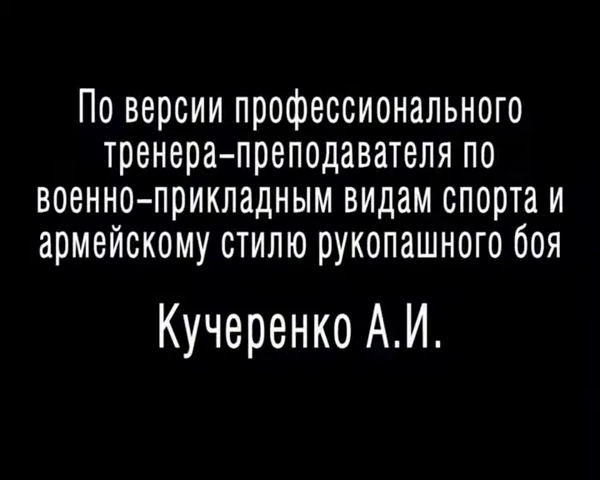 По версии профессионального
тренера-преподавателя по
военно-прикладным видам спорта и
армейскому стилю рукопашного боя
Кучеренко А.И.